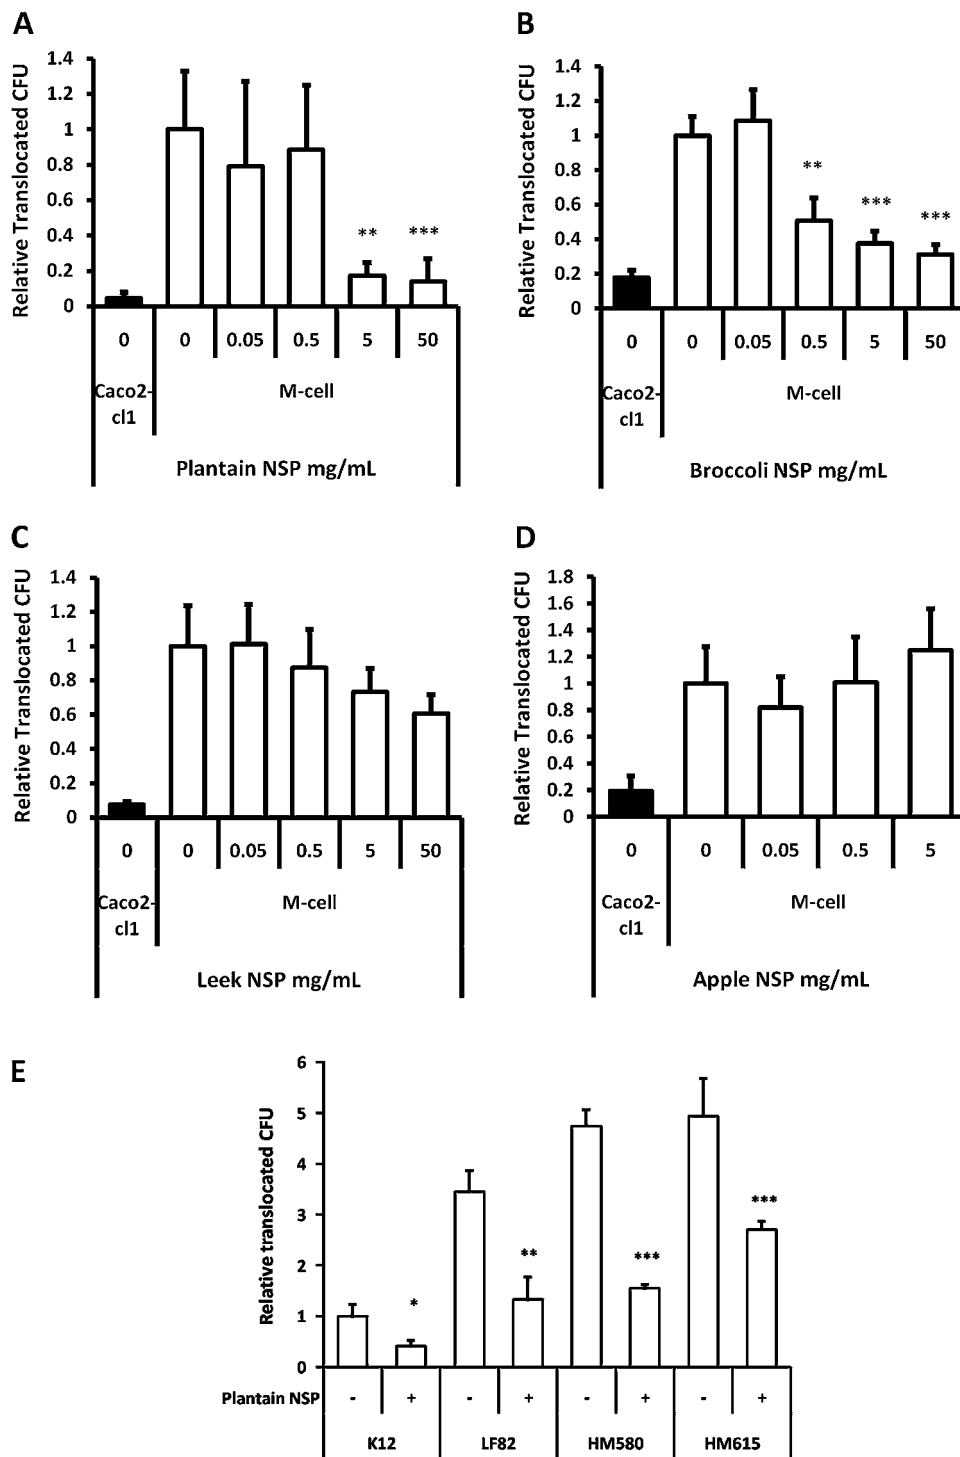 A
Relative Translocated CFU
1.4
1.2
1
0.8
0.6
0.4
0.2
0
** ***
0 0 0.05 0.5 5 50
Caco2-
cl1
M-cell
Plantain NSP mg/mL
B
Relative Translocated CFU
1.4
1.2
1
0.8
0.6
0.4
0.2
0
** *** ***
0 0 0.05 0.5 5 50
Caco2-
cl1
M-cell
Broccoli NSP mg/mL
C
Relative Translocated CFU
1.4
1.2
1
0.8
0.6
0.4
0.2
0
0 0 0.05 0.5 5 50
Caco2-
cl1
M-cell
Leek NSP mg/mL
D
Relative Translocated CFU
1.8
1.6
1.4
1.2
1
0.8
0.6
0.4
0.2
0
0 0 0.05 0.5 5
Caco2-
cl1
M-cell
Apple NSP mg/mL
E
Relative translocated CFU
6
5
4
3
2
1
0
* ** *** ***
Plantain NSP - + - + - + - +
K12 LF82 HM580 HM615